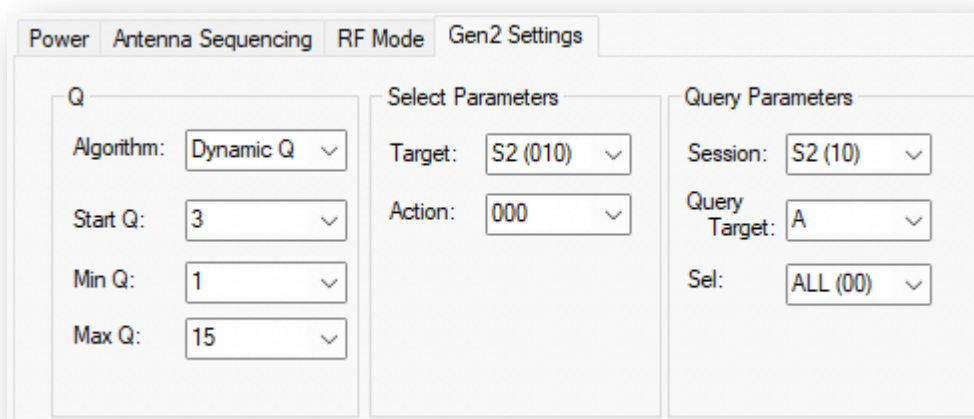 Power Antenna Sequencing RF Mode Gen2 Settings
Q
Algorithm: Dynamic Q
Start Q: 3
Min Q: 1
Max Q: 15
Select Parameters
Target: S2 (010)
Action: 000
Query Parameters
Session: S2 (10)
Query
Target: A
Sel: ALL (00)